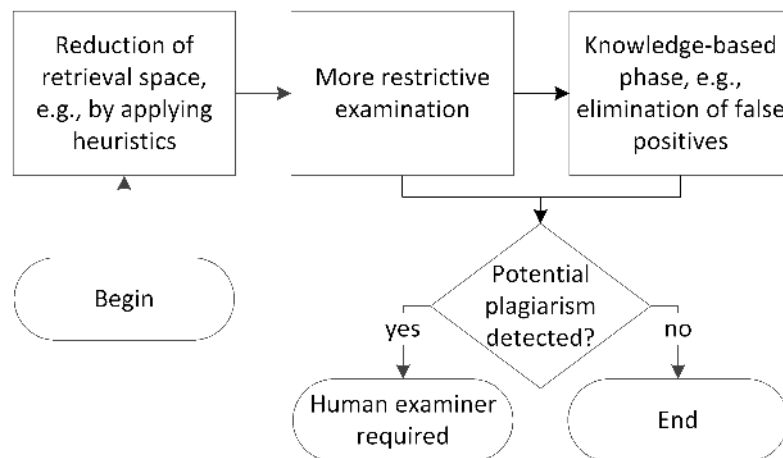 Reduction of
retrieval space,
e.g., by applying
heuristics
More restrictive
examination
Knowledge-based
phase, e.g.,
elimination of false
positives
Begin
Potential
plagiarism
detected?
yes
no
Human examiner
required
End